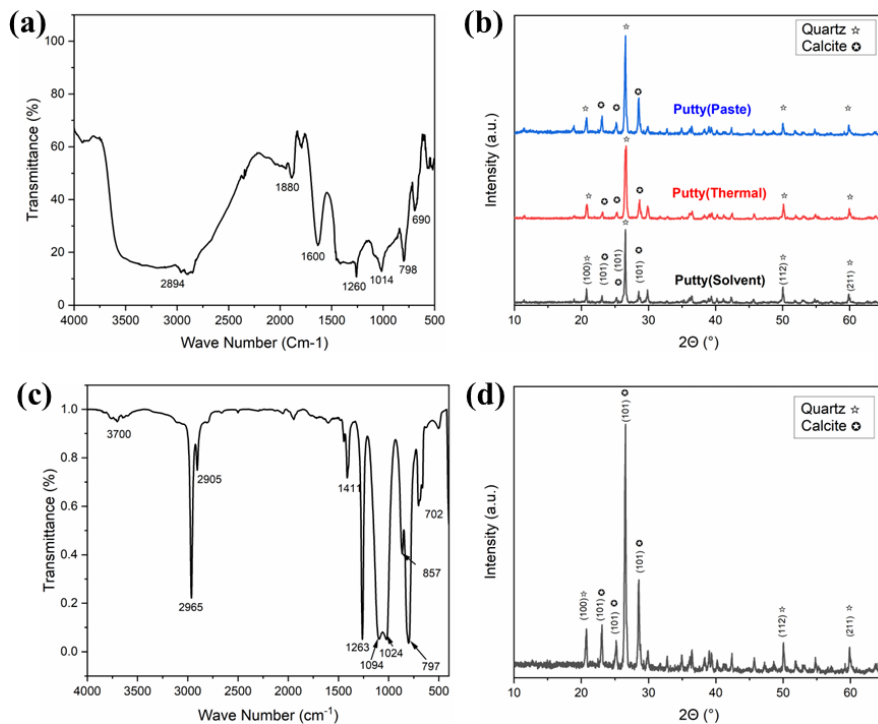 (a)
Transmittance (%)
100
80
60
40
20
0
1880
2894
1600
1260
1014
798
690
4000 3500 3000 2500 2000 1500 1000 500
Wave Number (Cm-1)
(b)
Intensity (a.u.)
Quartz ☆
Calcite ✪
Putty(Paste)
Putty(Thermal)
Putty(Solvent)
(100)☆
(101)
(101)
(101)
(112)
(211)
10 20 30 40 50 60
2Θ (°)
(c)
Transmittance (%)
1.0
0.8
0.6
0.4
0.2
0.0
3700
2965
2905
1411
1263
1094
1024
857
797
702
4000 3500 3000 2500 2000 1500 1000 500
Wave Number (cm-1)
(d)
Intensity (a.u.)
Quartz ☆
Calcite ✪
(100)☆
(101)
(101)
(101)
(101)
(112)
(211)
10 20 30 40 50 60
2Θ (°)